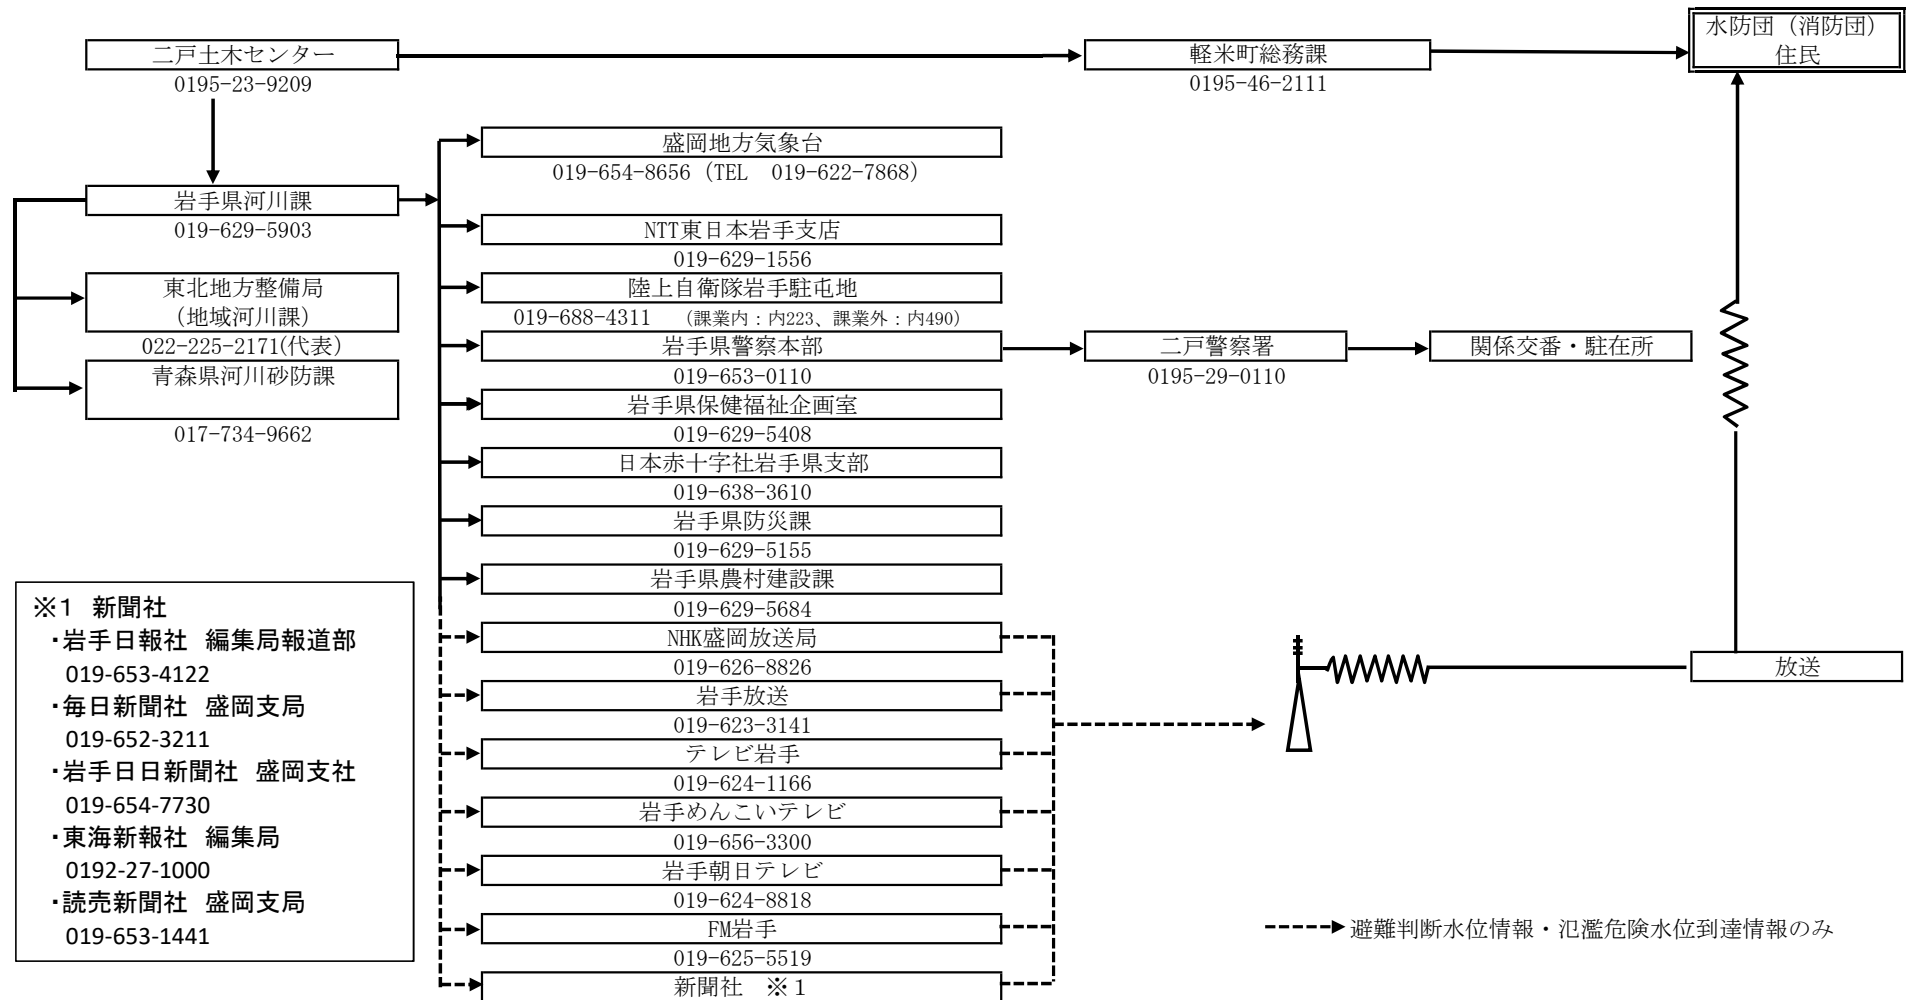 二戸土木センター
0195-23-9209
軽米町総務課
0195-46-2111
水防団（消防団）
住民
岩手県河川課
019-629-5903
東北地方整備局
（地域河川課）
022-225-2171(代表)
青森県河川砂防課
017-734-9662
盛岡地方気象台
019-654-8656（TEL　019-622-7868）
NTT東日本岩手支店
019-629-1556
陸上自衛隊岩手駐屯地
019-688-4311　（課業内：内223、課業外：内490）
岩手県警察本部
019-653-0110
二戸警察署
0195-29-0110
関係交番・駐在所
岩手県保健福祉企画室
019-629-5408
日本赤十字社岩手県支部
019-638-3610
岩手県防災課
019-629-5155
岩手県農村建設課
019-629-5684
NHK盛岡放送局
019-626-8826
岩手放送
019-623-3141
テレビ岩手
019-624-1166
岩手めんこいテレビ
019-656-3300
岩手朝日テレビ
019-624-8818
FM岩手
019-625-5519
新聞社　※１
放送
※1　新聞社
・岩手日報社　編集局報道部
019-653-4122
・毎日新聞社　盛岡支局
019-652-3211
・岩手日日新聞社　盛岡支社
019-654-7730
・東海新報社　編集局
0192-27-1000
・読売新聞社　盛岡支局
019-653-1441
避難判断水位情報・氾濫危険水位到達情報のみ